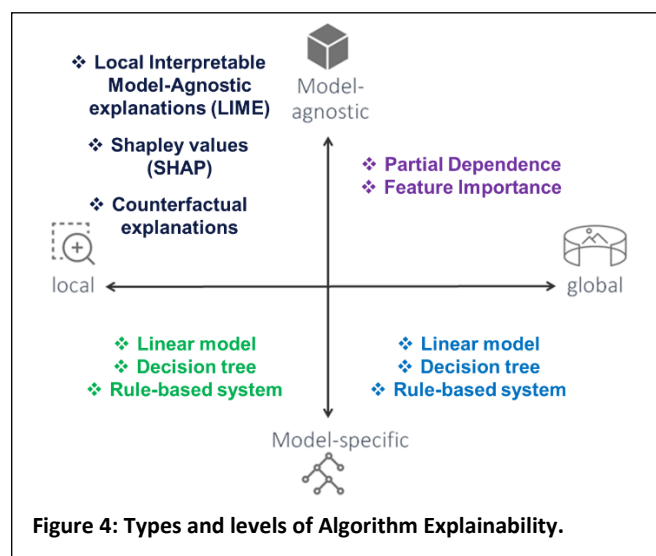 ❖ Local Interpretable
Model-Agnostic
explanations (LIME)
❖ Shapley values
(SHAP)
❖ Counterfactual
explanations
Model-
agnostic
❖ Partial Dependence
❖ Feature Importance
local
global
❖ Linear model
❖ Decision tree
❖ Rule-based system
❖ Linear model
❖ Decision tree
❖ Rule-based system
Model-specific
Figure 4: Types and levels of Algorithm Explainability.